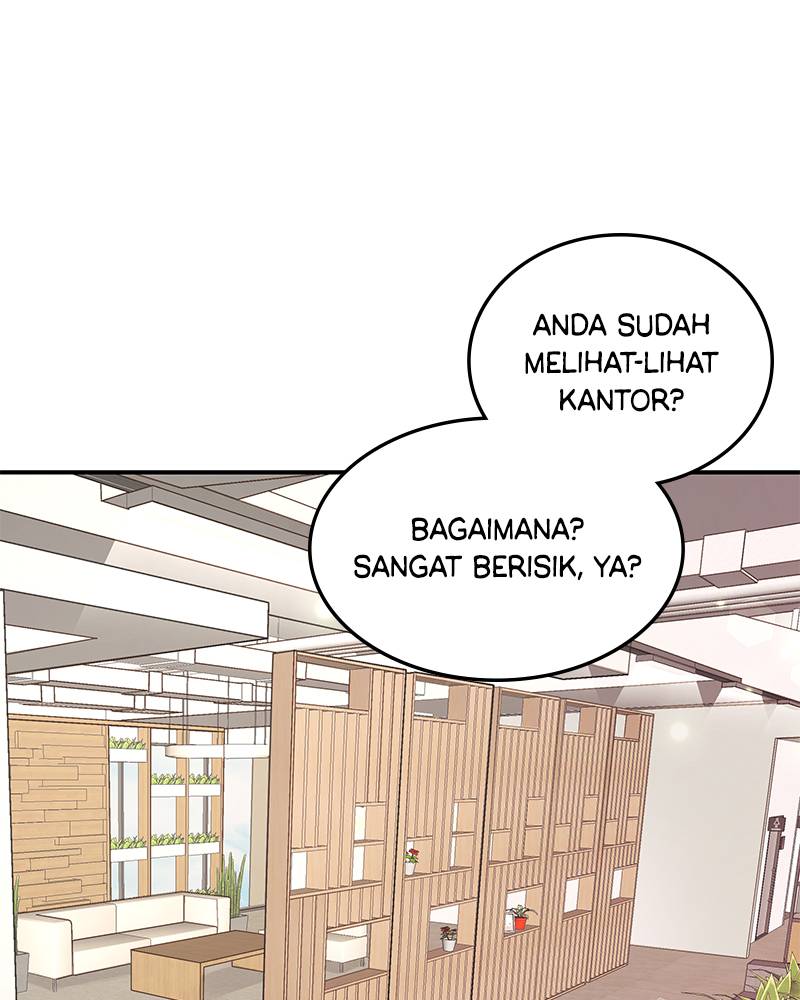 ANDA SUDAH
MELIHAT-LIHAT
KANTOR?
BAGAIMANA?
SANGAT BERISIK, YA?